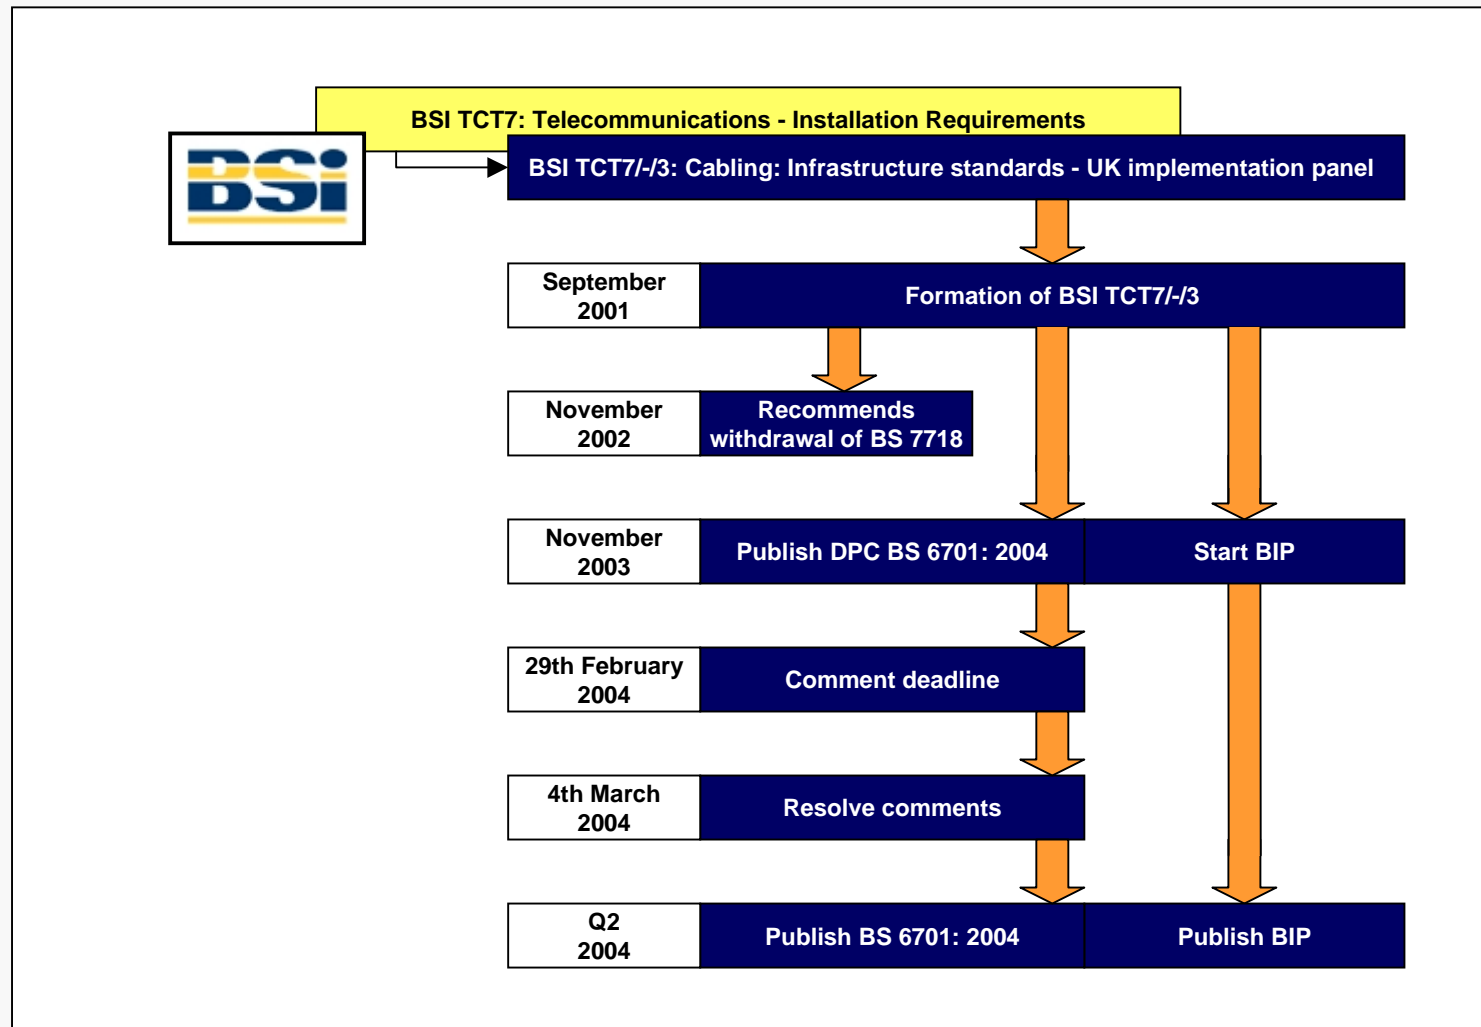 BSI TCT7: Telecommunications - Installation Requirements
BSi
BSI TCT7/-/3: Cabling: Infrastructure standards - UK implementation panel
September
2001
Formation of BSI TCT7/-/3
November
2002
Recommends
withdrawal of BS 7718
November
2003
Publish DPC BS 6701: 2004
Start BIP
29th February
2004
Comment deadline
4th March
2004
Resolve comments
Q2
2004
Publish BS 6701: 2004
Publish BIP